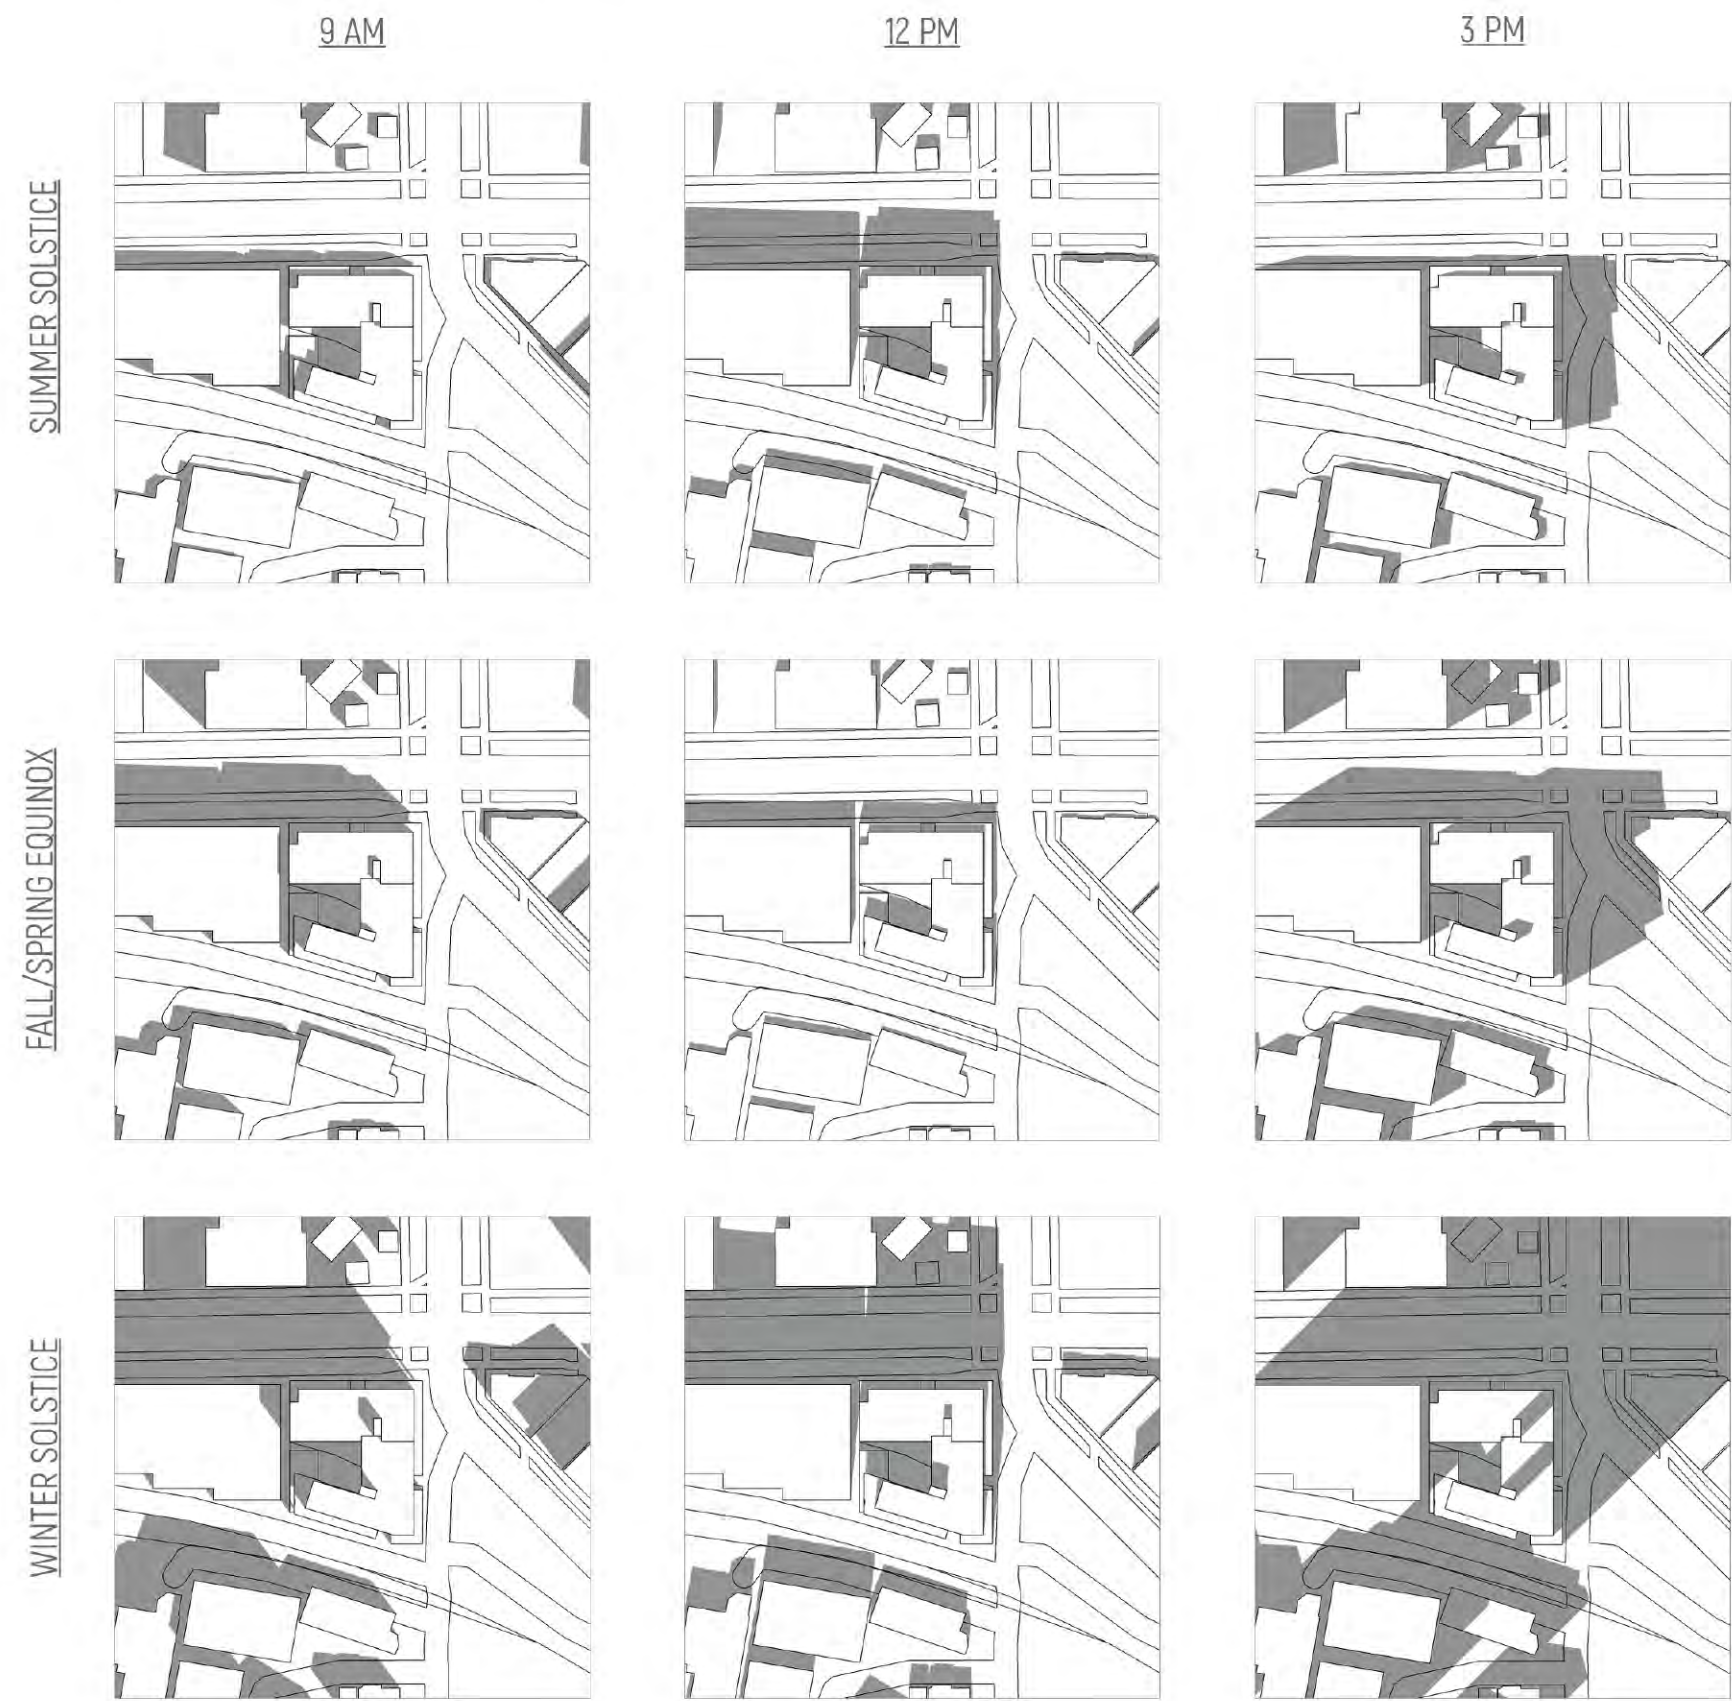 9 AM
12 PM
3 PM
SUMMER SOLSTICE
FALL/SPRING EQUINOX
WINTER SOLSTICE